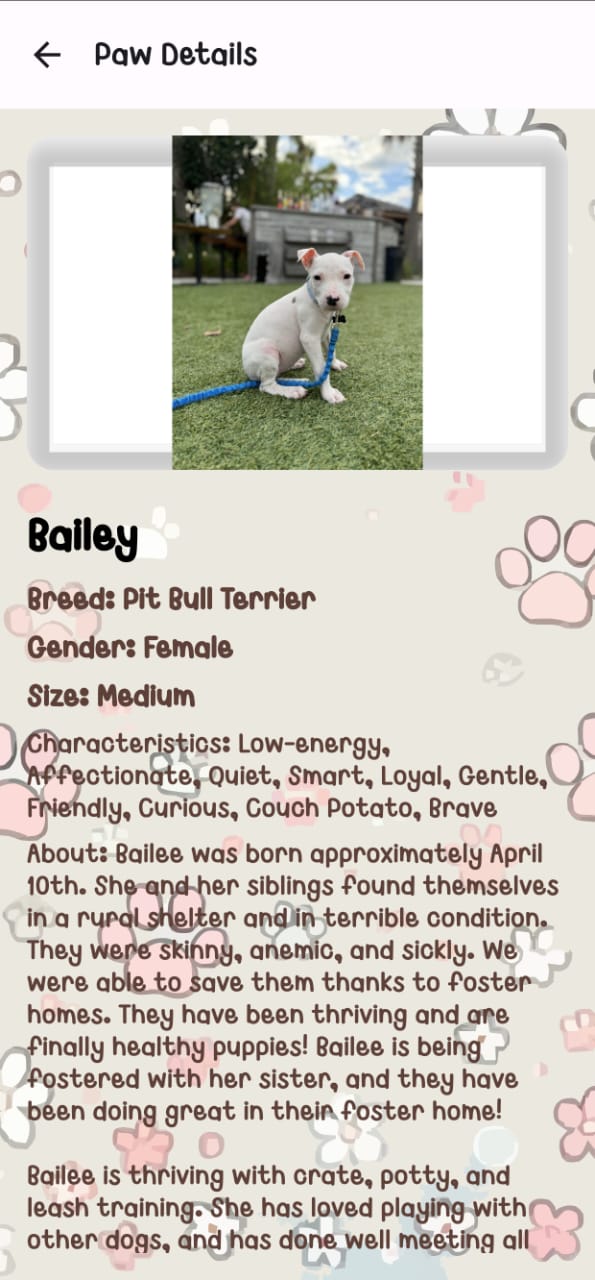 Paw Details
Bailey
Breed: Pit Bull Terrier
Gender: Female
Size: Medium
Characteristics: Low-energy,
Affectionate, Quiet, Smart, Loyal, Gentle,
Friendly, Curious, Couch Potato, Brave
About: Bailee was born approximately April
10th. She and her siblings found themselves
in a rural shelter and in terrible condition.
They were skinny, anemic, and sickly. We
were able to save them thanks to foster
homes. They have been thriving and are
finally healthy puppies! Bailee is being
fostered with her sister, and they have
been doing great in their foster home!
Bailee is thriving with crate, potty, and
leash training. She has loved playing with
other dogs, and has done well meeting all